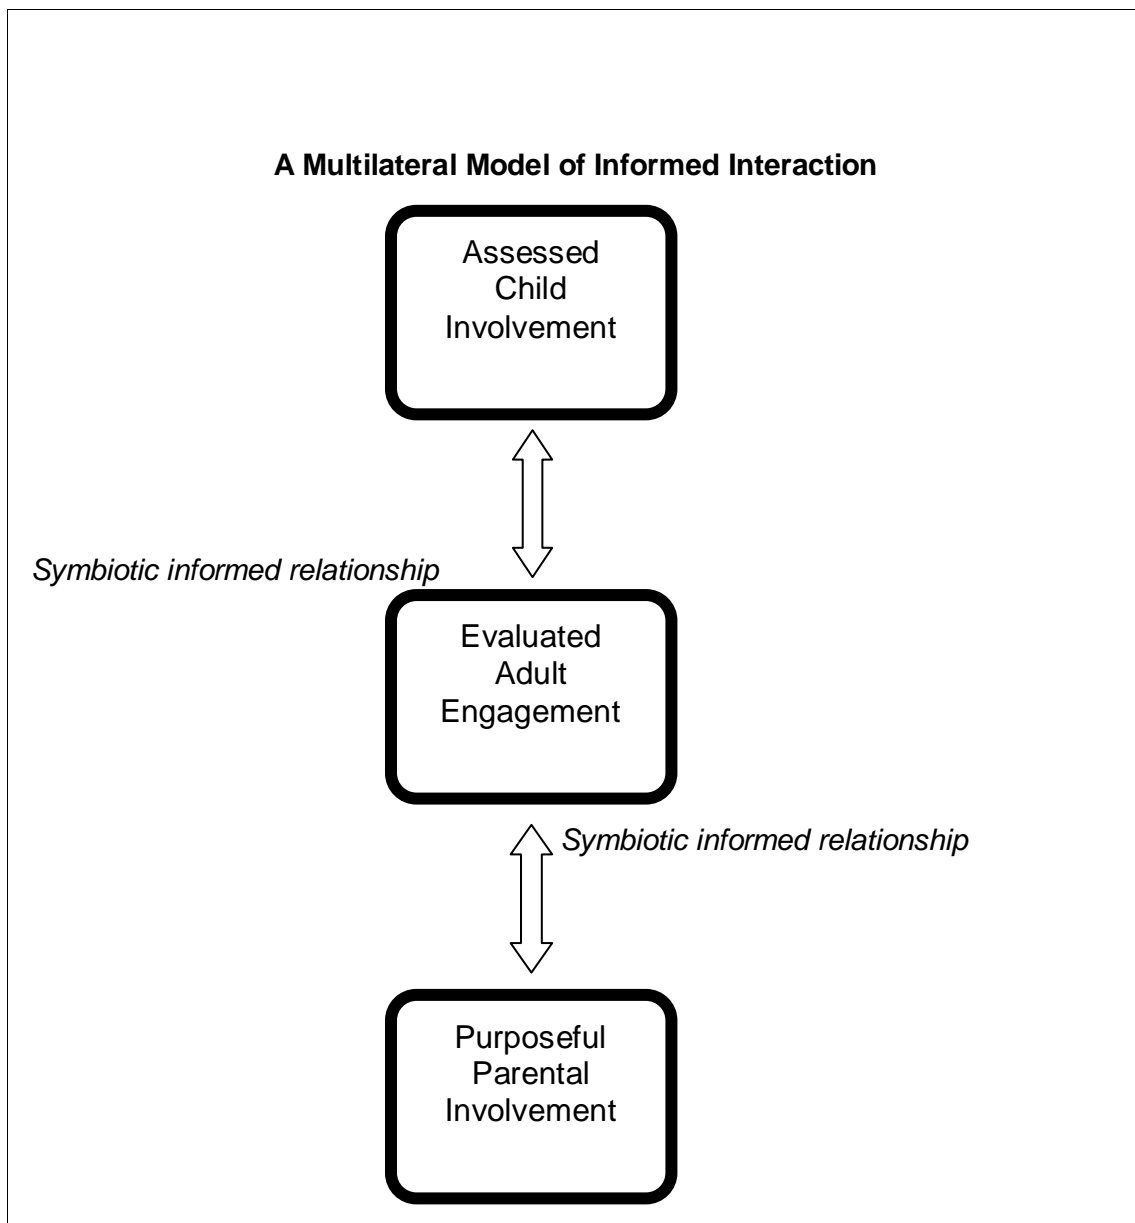 A Multilateral Model of Informed Interaction
Assessed
Child
Involvement
Symbiotic informed relationship
Evaluated
Adult
Engagement
Symbiotic informed relationship
Purposeful
Parental
Involvement